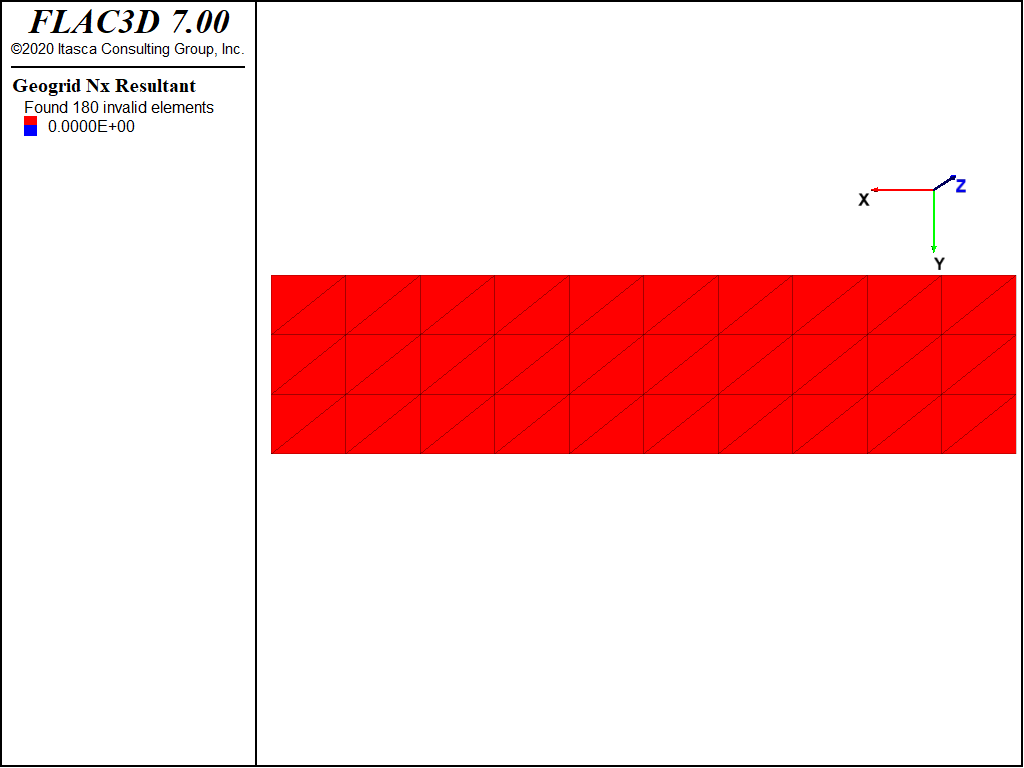 FLAC3D 7.00
©2020 Itasca Consulting Group, Inc.
Geogrid Nx Resultant
Found 180 invalid elements
0.0000E+00
Z
X
Y